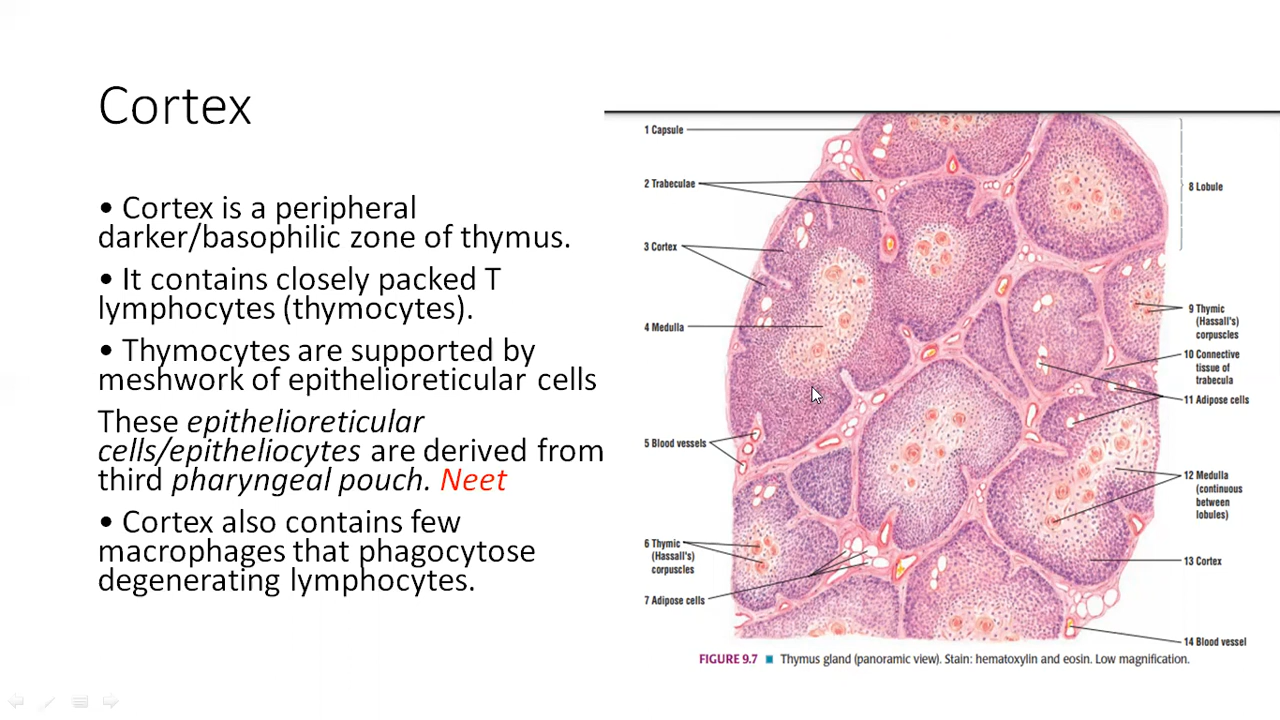 Cortex
• Cortex is a peripheral
darker/basophilic zone of thymus.
• It contains closely packed T
lymphocytes (thymocytes).
• Thymocytes are supported by
meshwork of epithelioreticular cells
These epithelioreticular
cells/epitheliocytes are derived from
third pharyngeal pouch. Neet
• Cortex also contains few
macrophages that phagocytose
degenerating lymphocytes.
1 Capsule
2 Trabeculae
3 Cortex
4 Medulla
5 Blood vessels
6 Thymic
(Hassall's)
corpuscles
7 Adipose cells
8 Lobule
9 Thymic
(Hassall's)
corpuscles
10 Connective
tissue of
trabecula
11 Adipose cells
12 Medulla
(continuous
between
lobules)
13 Cortex
14 Blood vessel
FIGURE 9.7 ■ Thymus gland (panoramic view). Stain: hematoxylin and eosin. Low magnification.